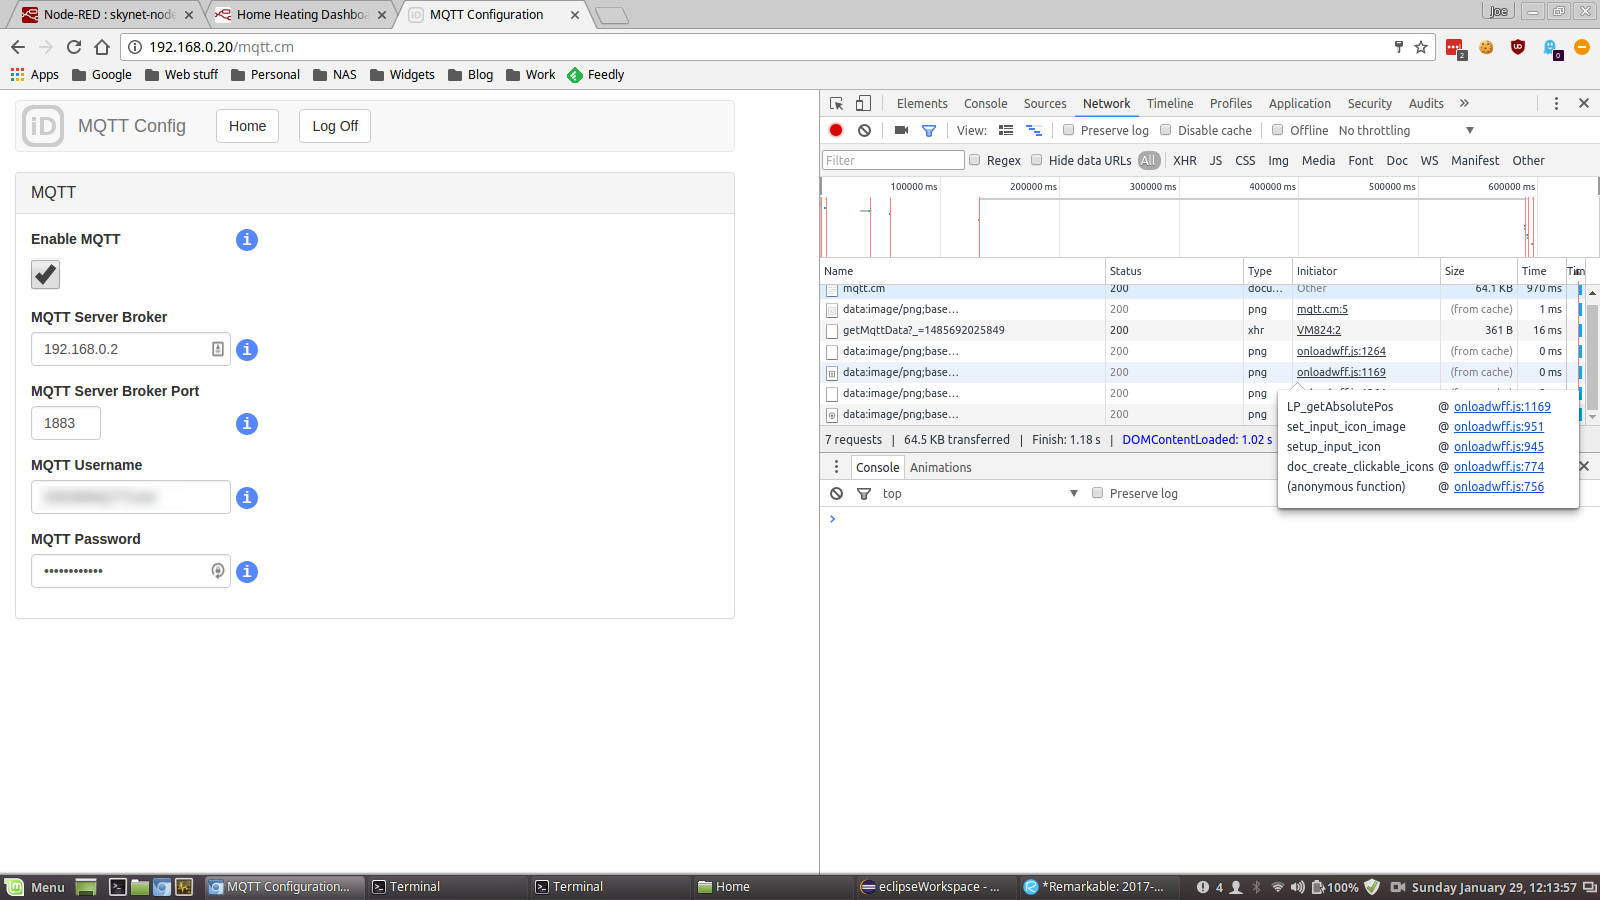 Node-RED : skynet-node
Home Heating Dashboa
iD MQTT Configuration
Joe
192.168.0.20/mqtt.cm
2
UD
0
Apps Google Web stuff Personal NAS Widgets Blog Work Feedly
iD MQTT Config Home Log Off
MQTT
Enable MQTT i
MQTT Server Broker
192.168.0.2 i
MQTT Server Broker Port
1883 i
MQTT Username
i
MQTT Password
•••••••••••• i
Elements Console Sources Network Timeline Profiles Application Security Audits »
View: Preserve log Disable cache Offline No throttling
Filter Regex Hide data URLs All XHR JS CSS Img Media Font Doc WS Manifest Other
100000 ms 200000 ms 300000 ms 400000 ms 500000 ms 600000 ms
Name Status Type Initiator Size Time Tim
mqtt.cm 200 docu... Other 64.1 KB 970 ms
data:image/png;base... 200 png mqtt.cm:5 (from cache) 1 ms
getMqttData?_=1485692025849 200 xhr VM824:2 361 B 16 ms
data:image/png;base... 200 png onloadwff.js:1264 (from cache) 0 ms
data:image/png;base... 200 png onloadwff.js:1169 (from cache) 0 ms
data:image/png;base... 200 png
data:image/png;base... 200 png
LP_getAbsolutePos @ onloadwff.js:1169
set_input_icon_image @ onloadwff.js:951
setup_input_icon @ onloadwff.js:945
doc_create_clickable_icons @ onloadwff.js:774
(anonymous function) @ onloadwff.js:756
7 requests | 64.5 KB transferred | Finish: 1.18 s | DOMContentLoaded: 1.02 s
Console Animations
top Preserve log
>
Menu MQTT Configuration... Terminal Terminal Home eclipseWorkspace - ... *Remarkable: 2017-... 4 100% Sunday January 29, 12:13:57